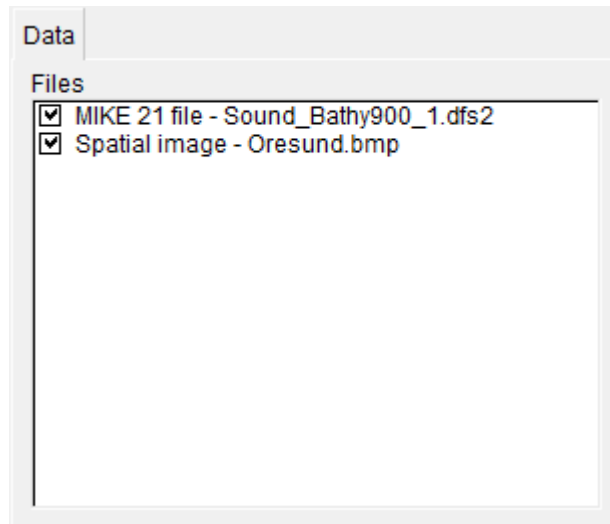 Data
Files
MIKE 21 file - Sound_Bathy900_1.dfs2
Spatial image - Oresund.bmp